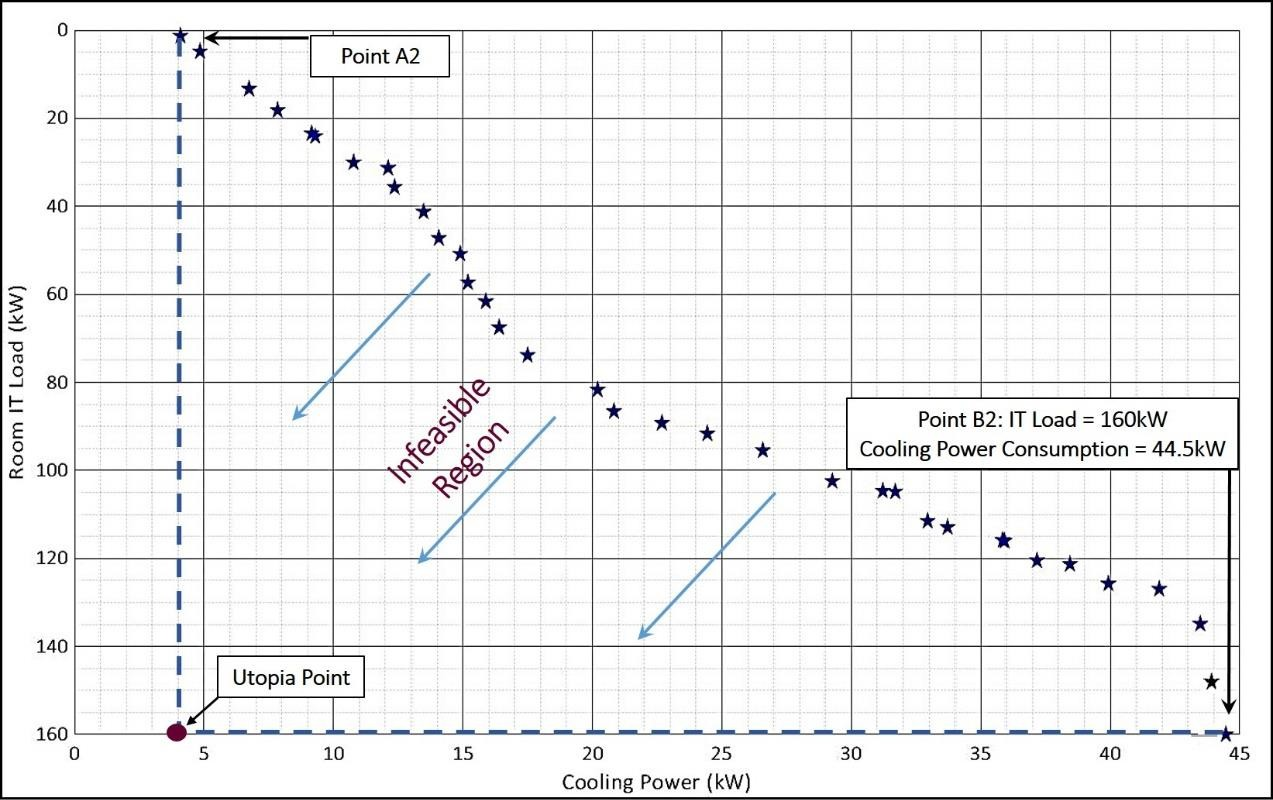 0
20
40
60
80
100
120
140
160
Room IT Load (kW)
Point A2
Infeasible
Region
Point B2: IT Load = 160kW
Cooling Power Consumption = 44.5kW
Utopia Point
0 5 10 15 20 25 30 35 40 45
Cooling Power (kW)